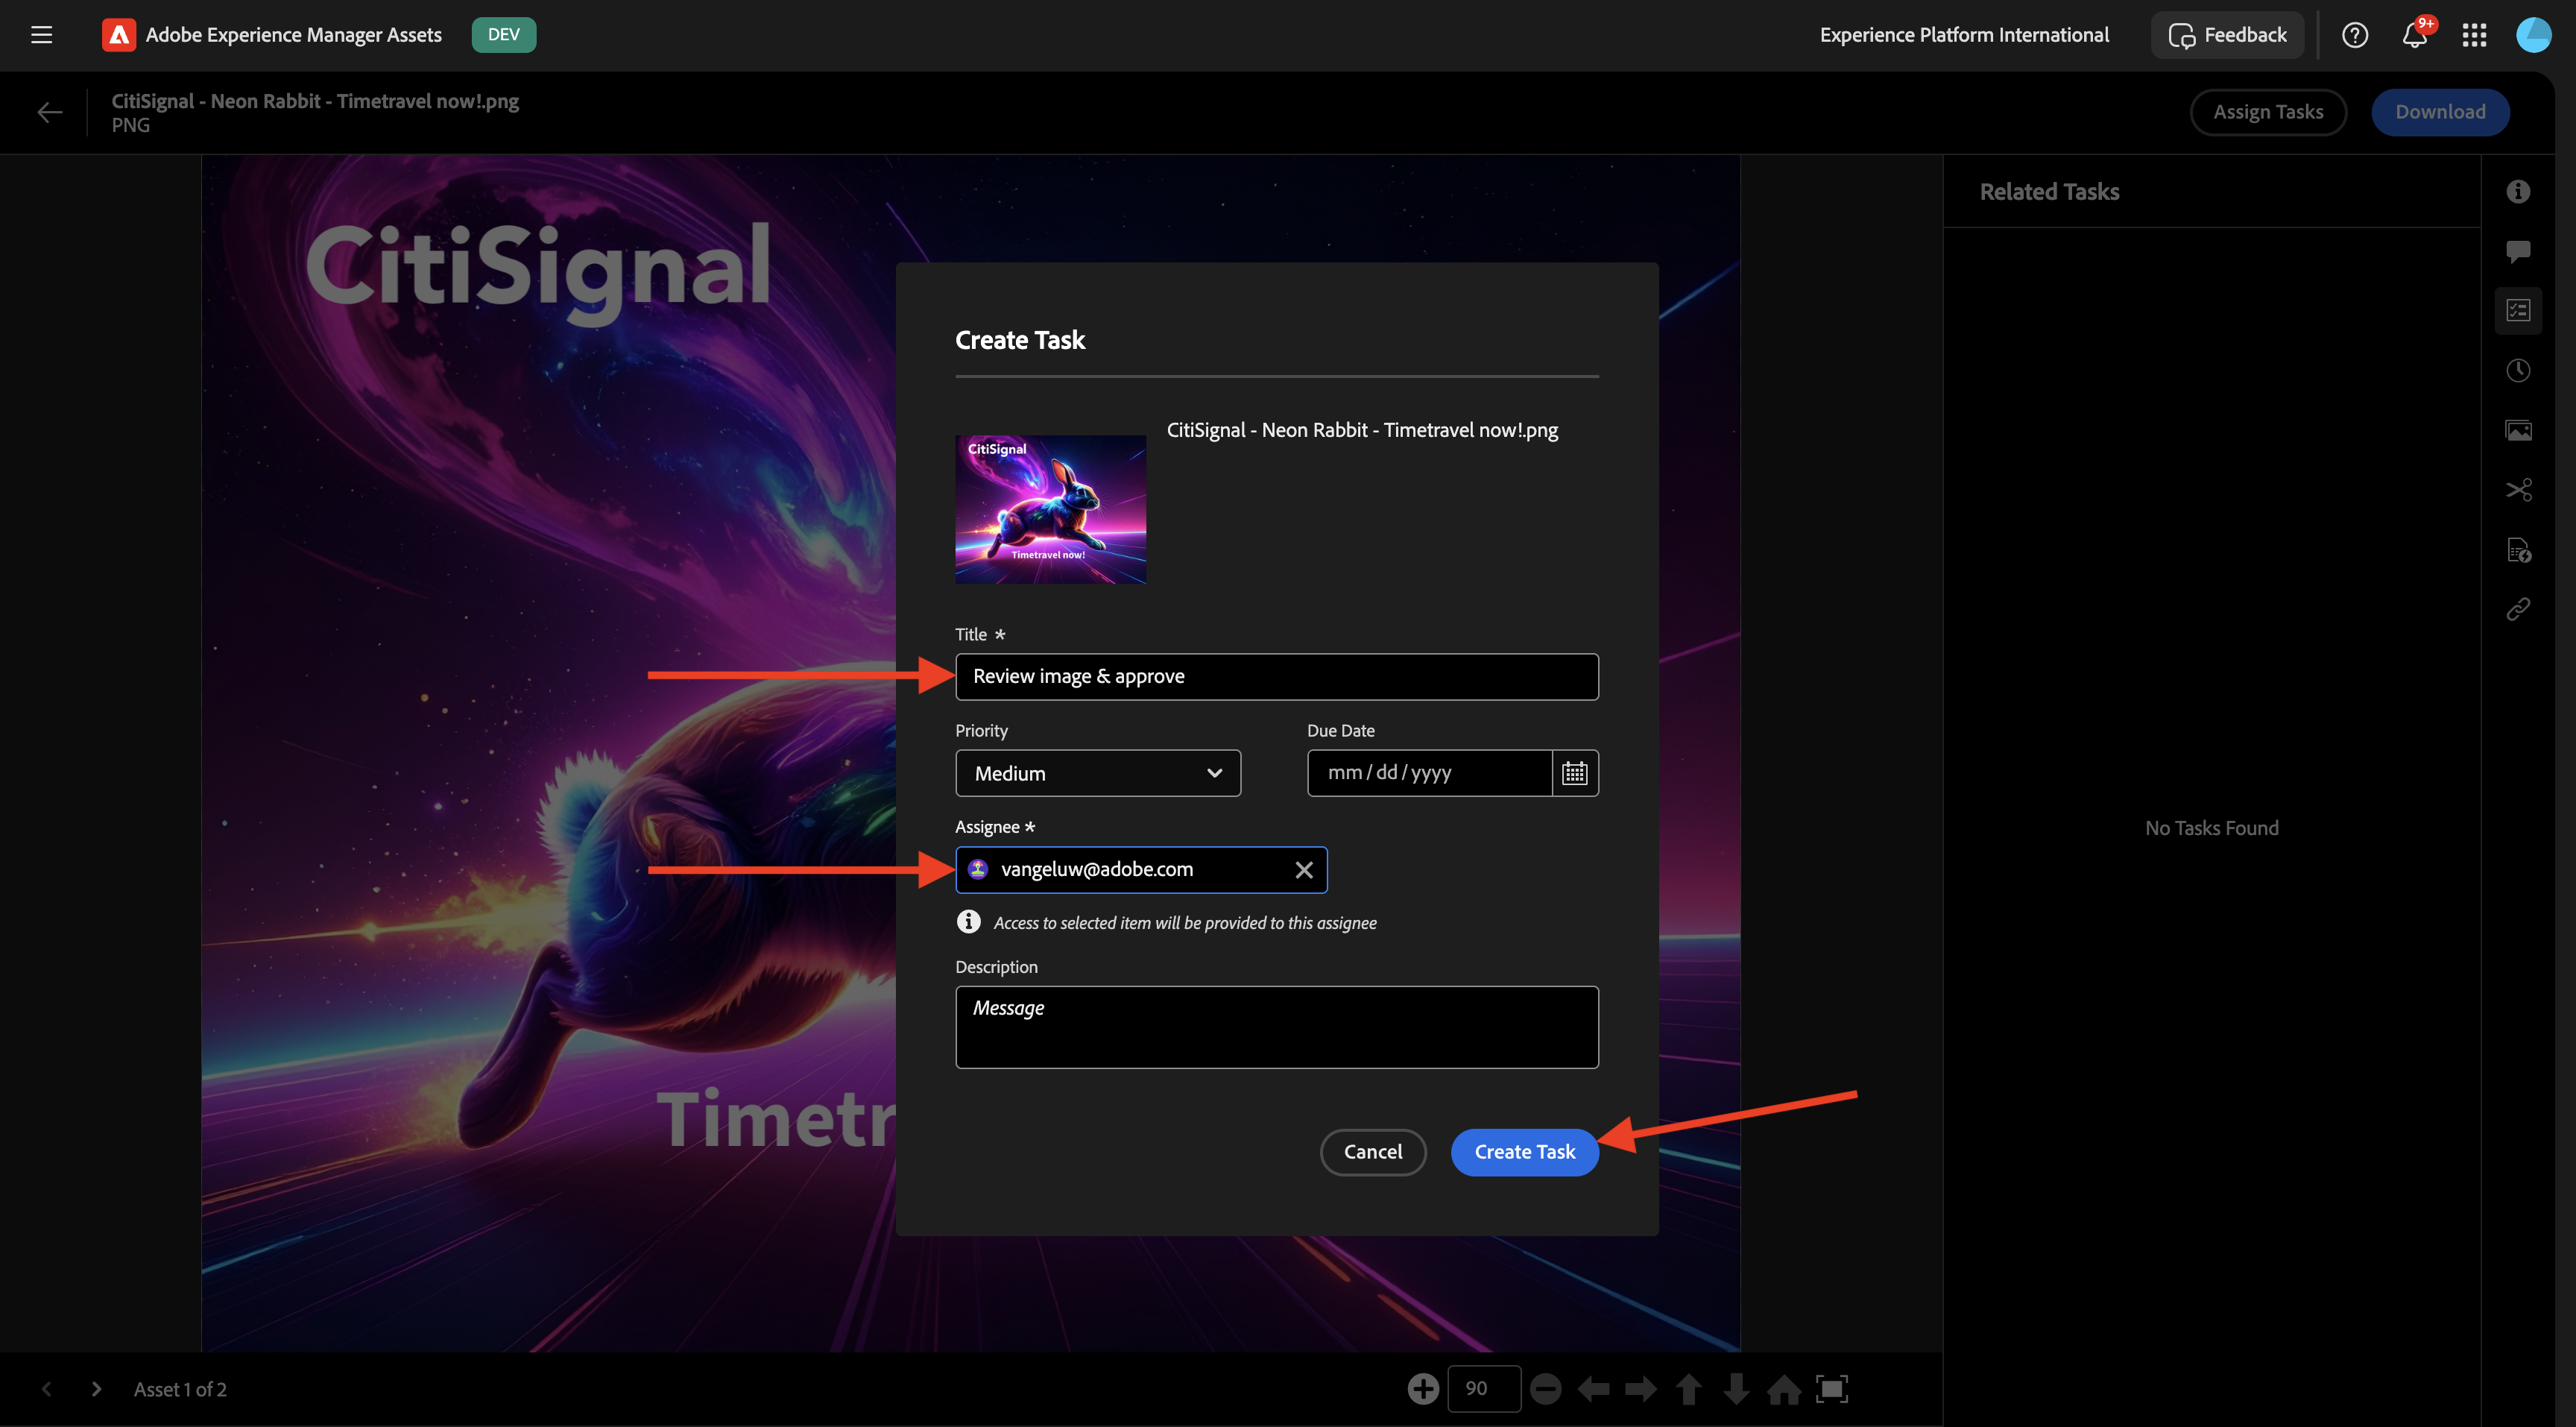 Adobe Experience Manager Assets
DEV
Experience Platform International
Feedback
9+
CitiSignal - Neon Rabbit - Timetravel now!.png
PNG
Assign Tasks
Download
CitiSignal
Timetr
Create Task
CitiSignal
Timetravel now!
CitiSignal - Neon Rabbit - Timetravel now!.png
Title *
Review image & approve
Priority
Due Date
Medium
mm / dd / yyyy
Assignee *
vangeluw@adobe.com
Access to selected item will be provided to this assignee
Description
Message
Cancel
Create Task
Related Tasks
No Tasks Found
Asset 1 of 2
90